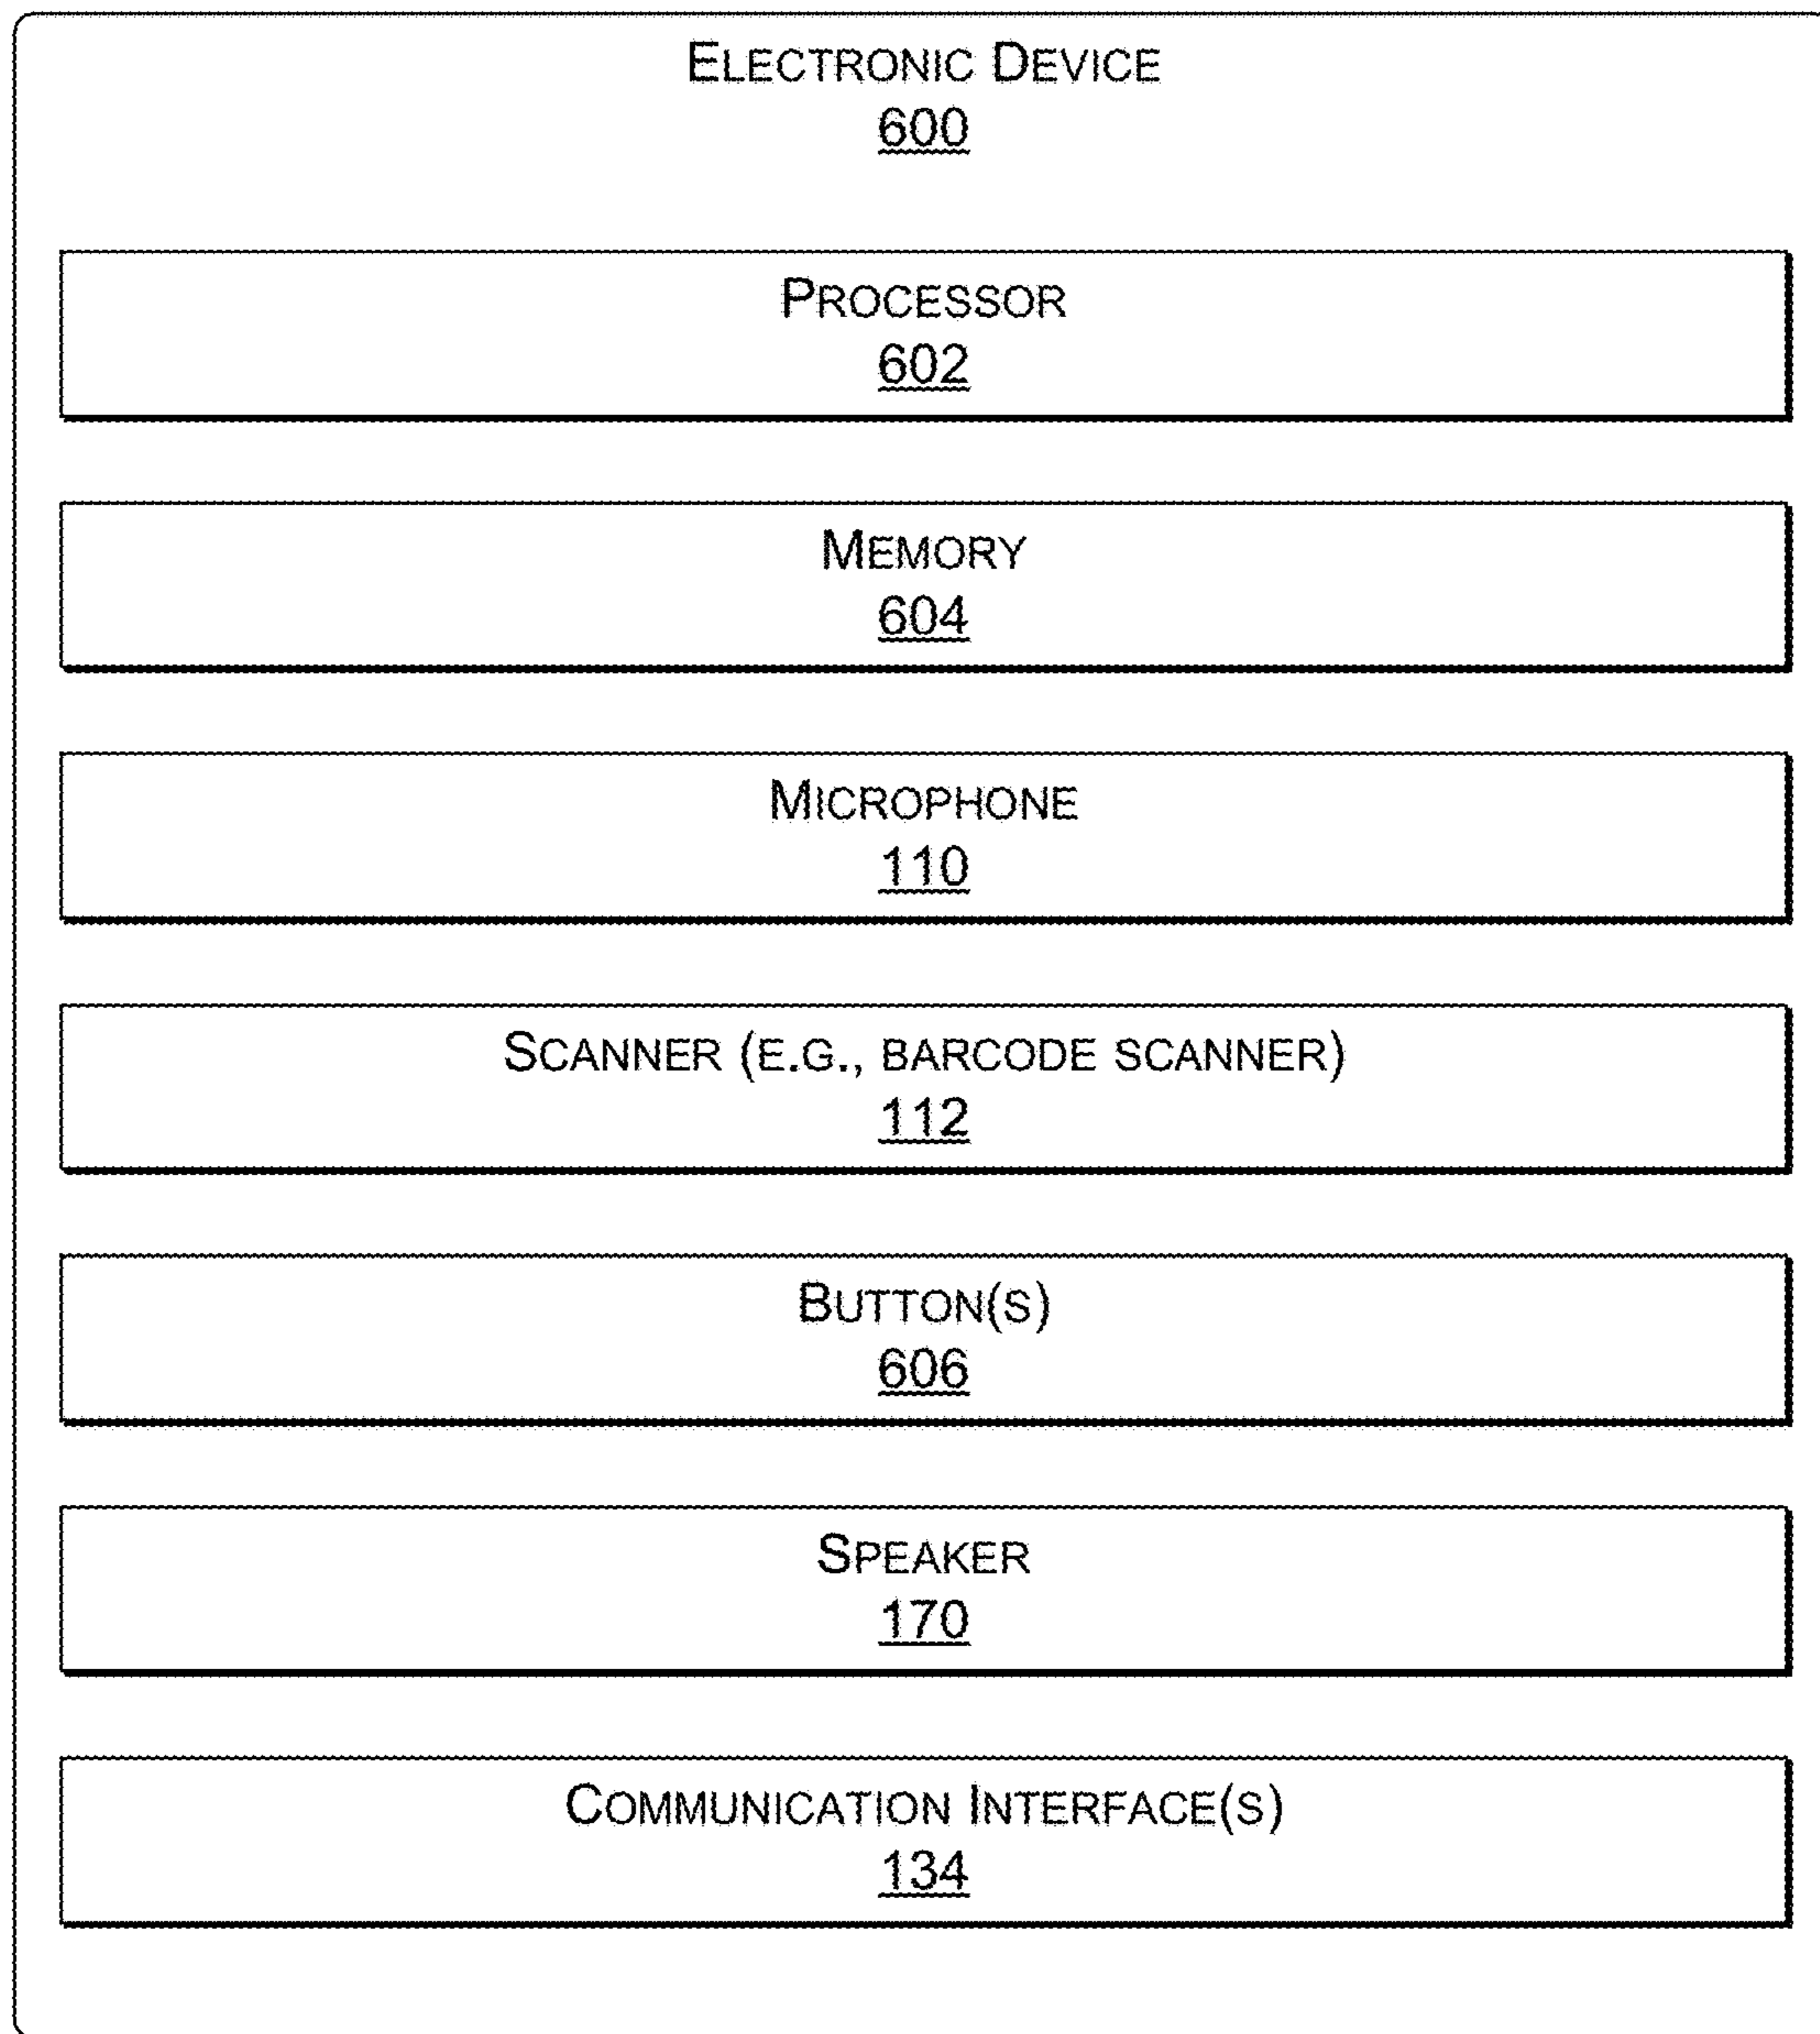 ELECTRONIC DEVICE
600
PROCESSOR
602
MEMORY
604
MICROPHONE
110
SCANNER (E.G., BARCODE SCANNER)
112
BUTTON(S)
606
SPEAKER
170
COMMUNICATION INTERFACE(S)
134